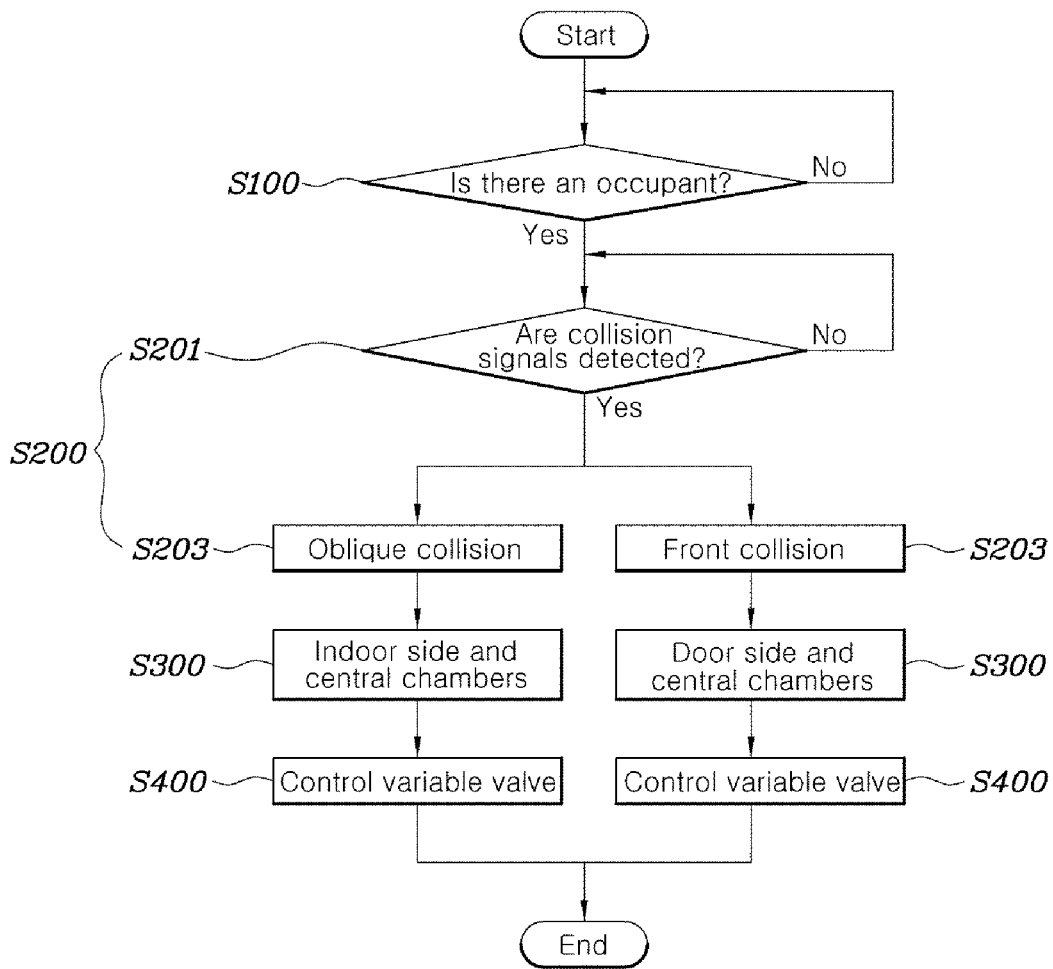 Start
S100
Is there an occupant?
No
Yes
S201
Are collision
signals detected?
No
Yes
S200
S203
Oblique collision
Front collision
S203
S300
Indoor side and
central chambers
Door side and
central chambers
S300
S400
Control variable valve
Control variable valve
S400
End